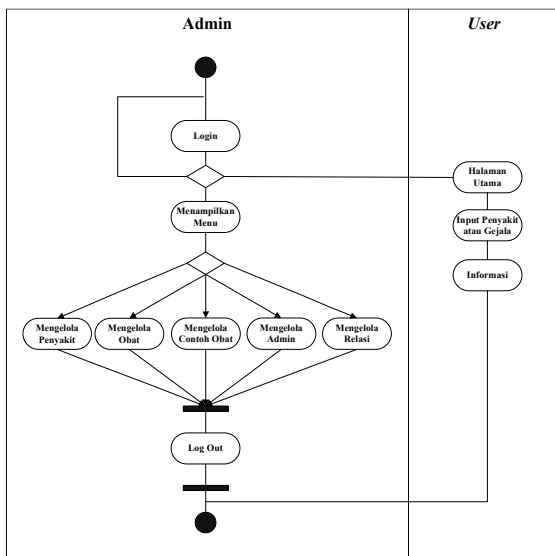 Admin
User
Login
Halaman
Utama
Menampilkan
Menu
Input Penyakit
atau Gejala
Informasi
Mengelola
Penyakit
Mengelola
Obat
Mengelola
Contoh Obat
Mengelola
Admin
Mengelola
Relasi
Log Out